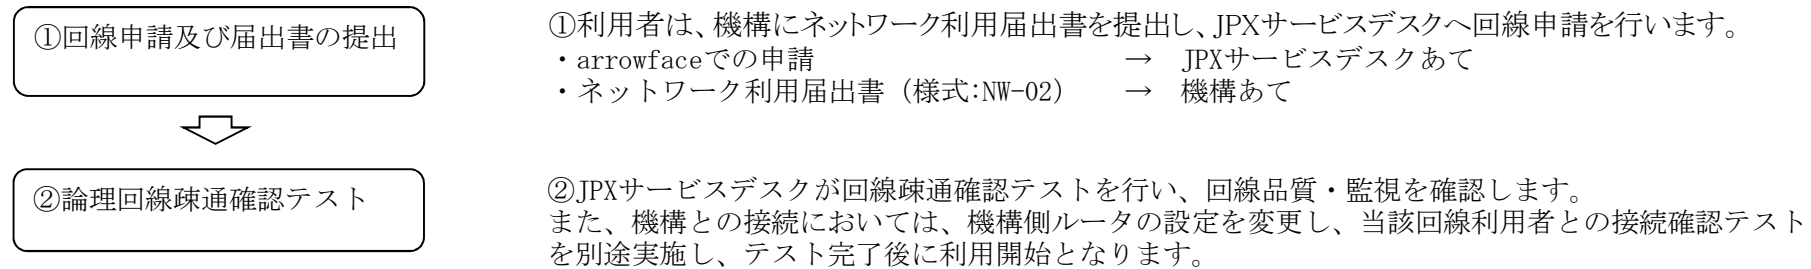 ①回線申請及び届出書の提出
①利用者は、機構にネットワーク利用届出書を提出し、JPXサービスデスクへ回線申請を行います。
・arrowfaceでの申請 → JPXサービスデスクあて
・ネットワーク利用届出書（様式:NW-02） → 機構あて
②論理回線疎通確認テスト
②JPXサービスデスクが回線疎通確認テストを行い、回線品質・監視を確認します。
また、機構との接続においては、機構側ルータの設定を変更し、当該回線利用者との接続確認テスト
を別途実施し、テスト完了後に利用開始となります。